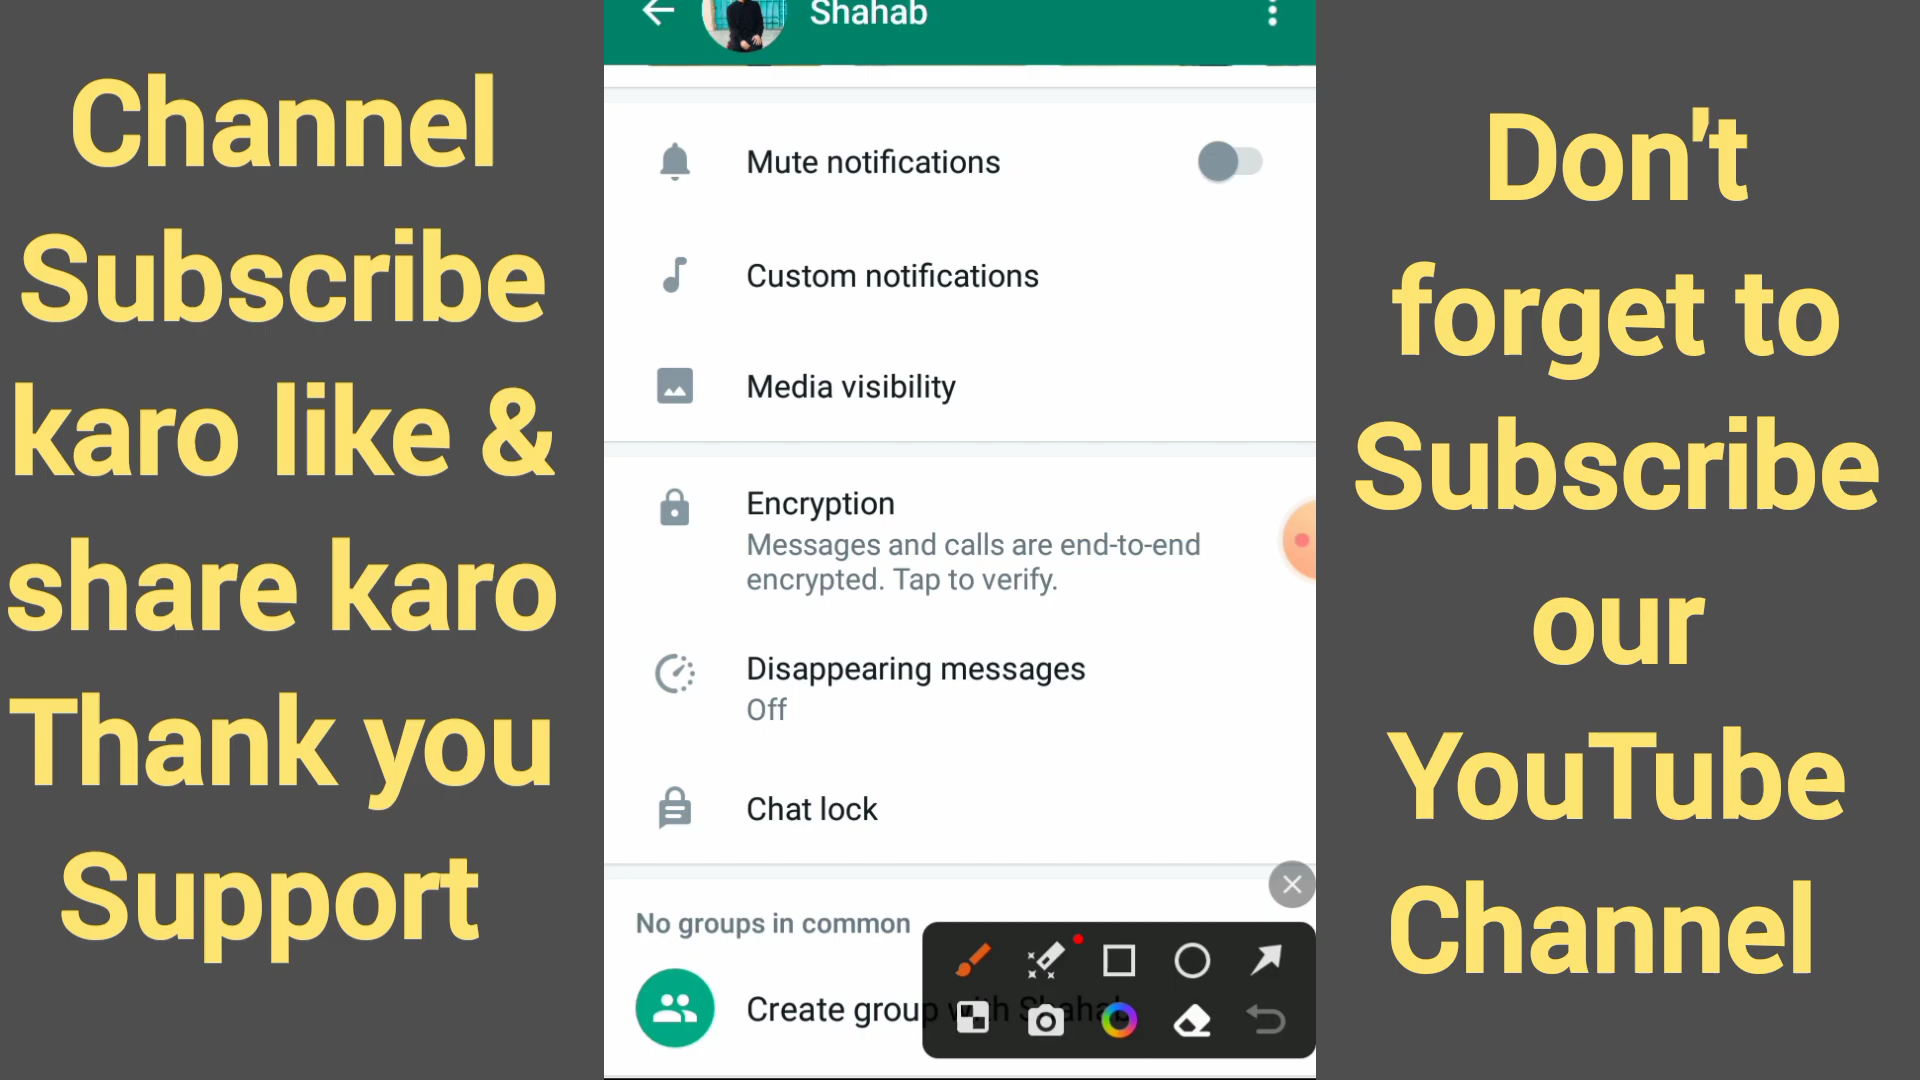 Channel
Subscribe
karo like &
share karo
Thank you
Support
Shahab
Mute notifications
Custom notifications
Media visibility
Encryption
Messages and calls are end-to-end
encrypted. Tap to verify.
Disappearing messages
Off
Chat lock
No groups in common
Create group with Shahab
Don't
forget to
Subscribe
our
YouTube
Channel